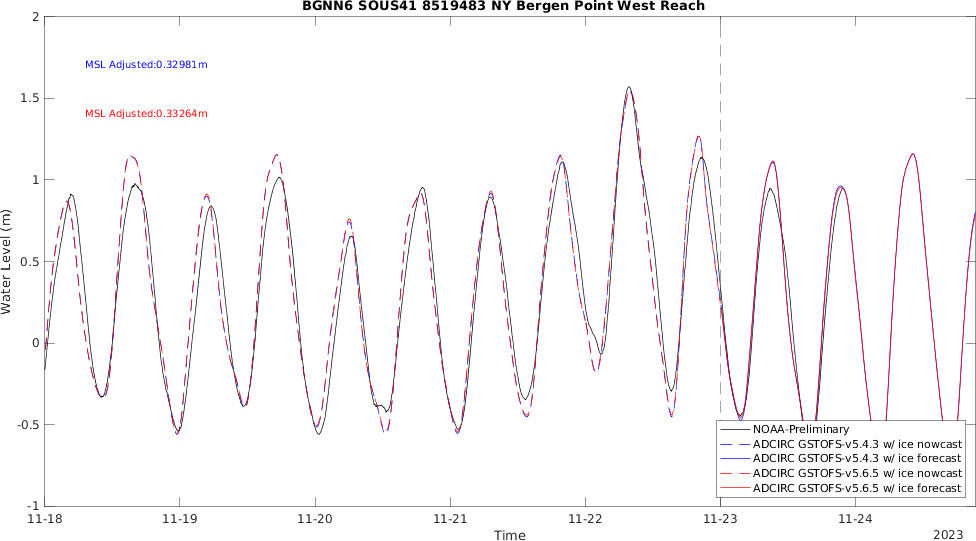 BGNN6 SOUS41 8519483 NY Bergen Point West Reach
2
1.5
1
0.5
0
-0.5
-1
Water Level (m)
MSL Adjusted:0.32981m
MSL Adjusted:0.33264m
NOAA-Preliminary
ADCIRC GSTOFS-v5.4.3 w/ ice nowcast
ADCIRC GSTOFS-v5.4.3 w/ ice forecast
ADCIRC GSTOFS-v5.6.5 w/ ice nowcast
ADCIRC GSTOFS-v5.6.5 w/ ice forecast
11-18 11-19 11-20 11-21 11-22 11-23 11-24
Time
2023